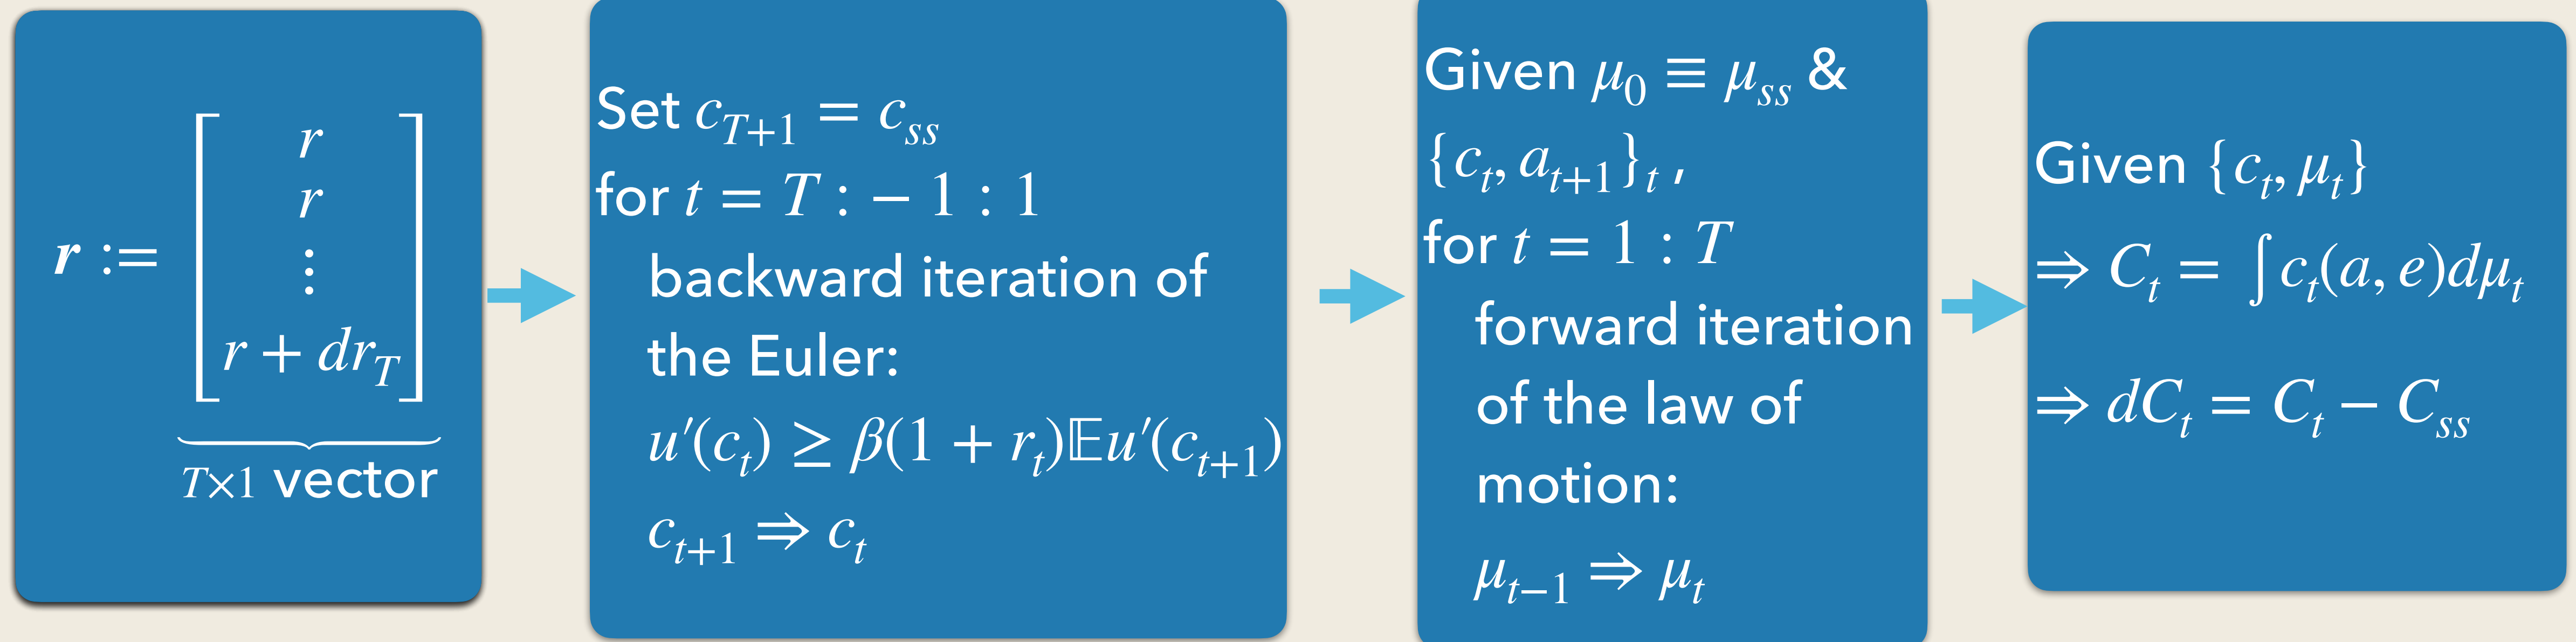 r := [ r
r
⋮
r + dr_T ]
T×1 vector
Set c_{T+1} = c_{ss}
for t = T : − 1 : 1
backward iteration of
the Euler:
u′(c_t) ≥ β(1 + r_t)𝔼u′(c_{t+1})
c_{t+1} ⇒ c_t
Given μ_0 ≡ μ_{ss} &
{c_t, a_{t+1}}_t ,
for t = 1 : T
forward iteration
of the law of
motion:
μ_{t−1} ⇒ μ_t
Given {c_t, μ_t}
⇒ C_t = ∫c_t(a, e)dμ_t
⇒ dC_t = C_t − C_{ss}